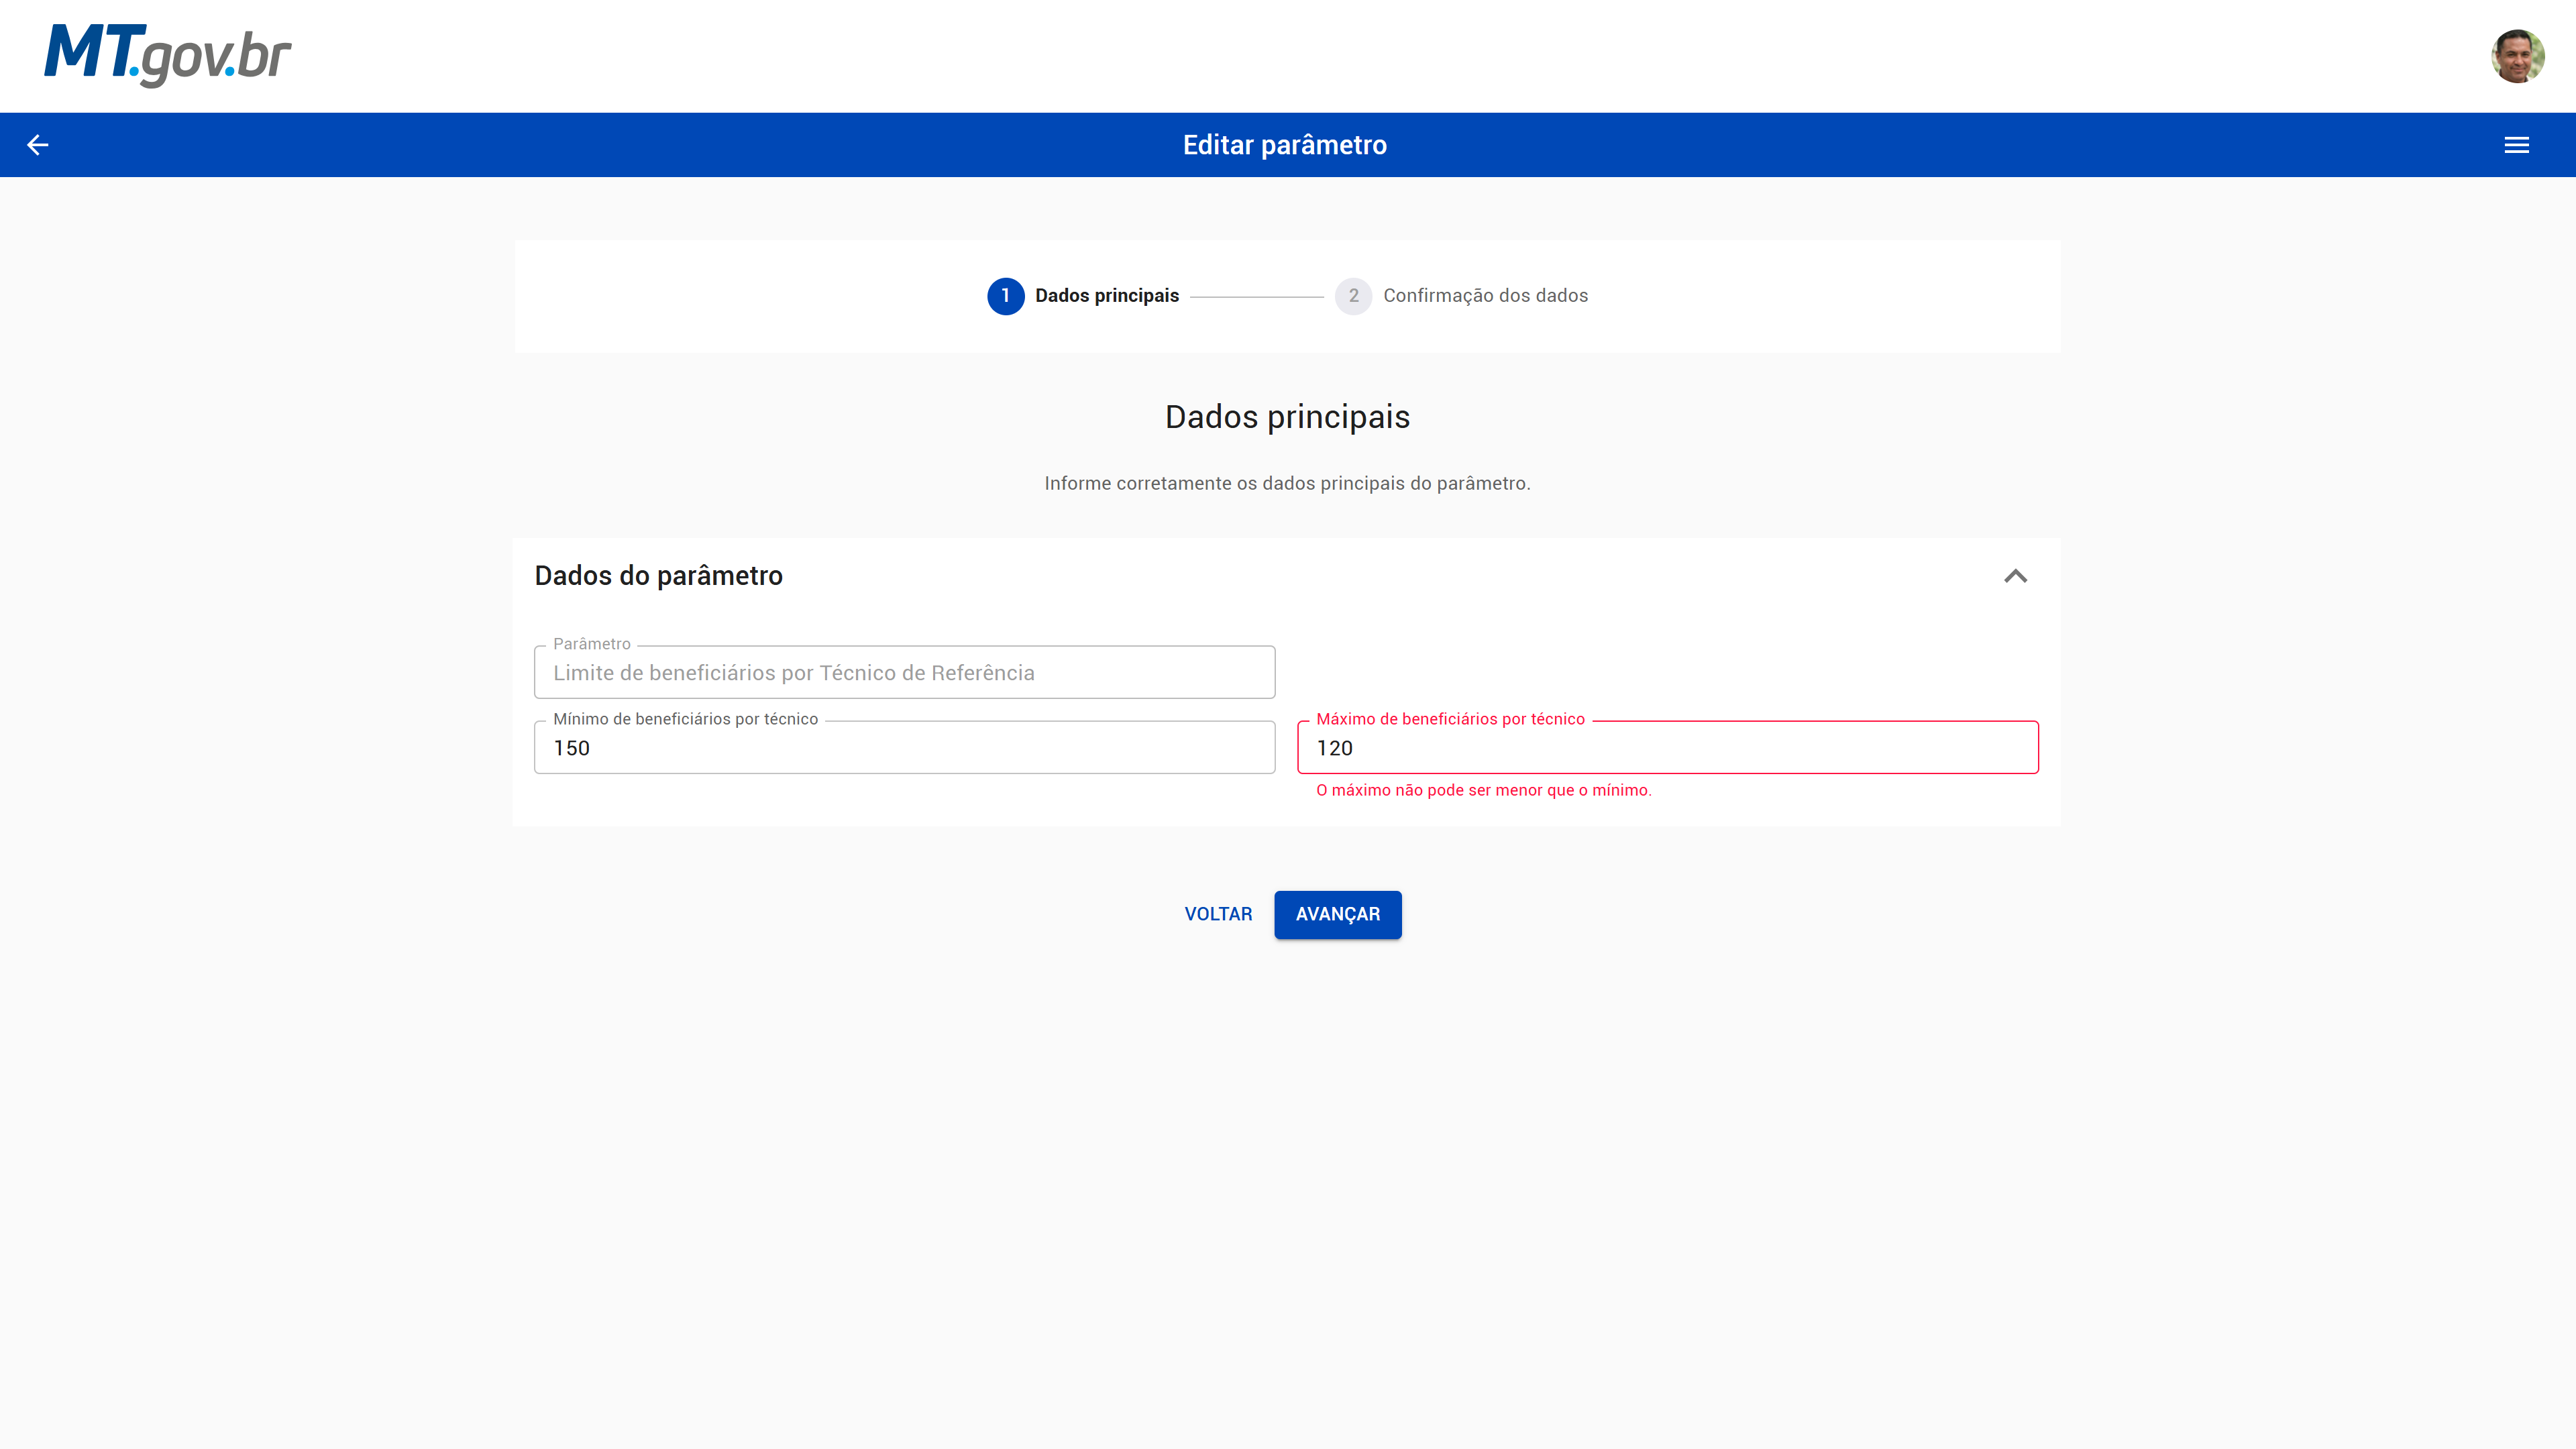 MT.gov.br
Editar parâmetro
1 Dados principais 2 Confirmação dos dados
Dados principais
Informe corretamente os dados principais do parâmetro.
Dados do parâmetro
Parâmetro
Limite de beneficiários por Técnico de Referência
Mínimo de beneficiários por técnico
150
Máximo de beneficiários por técnico
120
O máximo não pode ser menor que o mínimo.
VOLTAR AVANÇAR